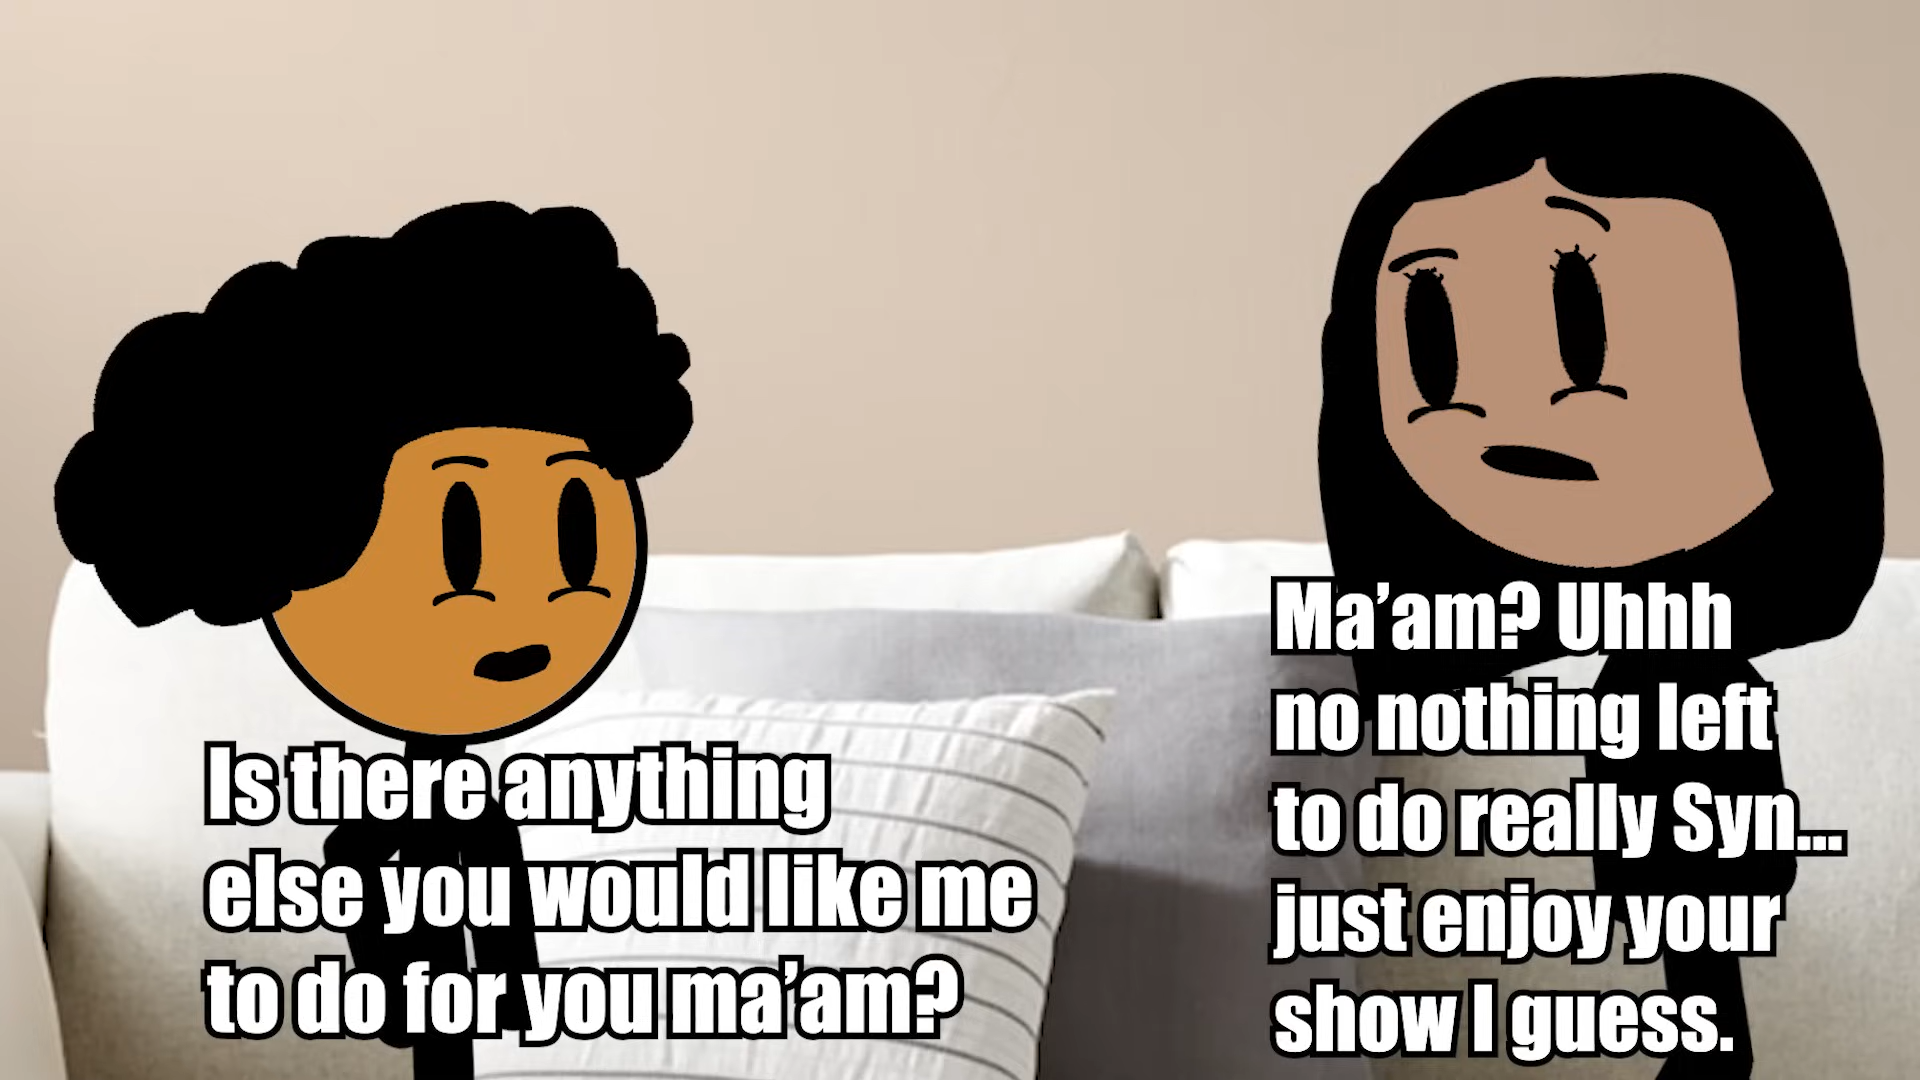 Is there anything
else you would like me
to do for you ma’am?
Ma’am? Uhhh
no nothing left
to do really Syn...
just enjoy your
show I guess.